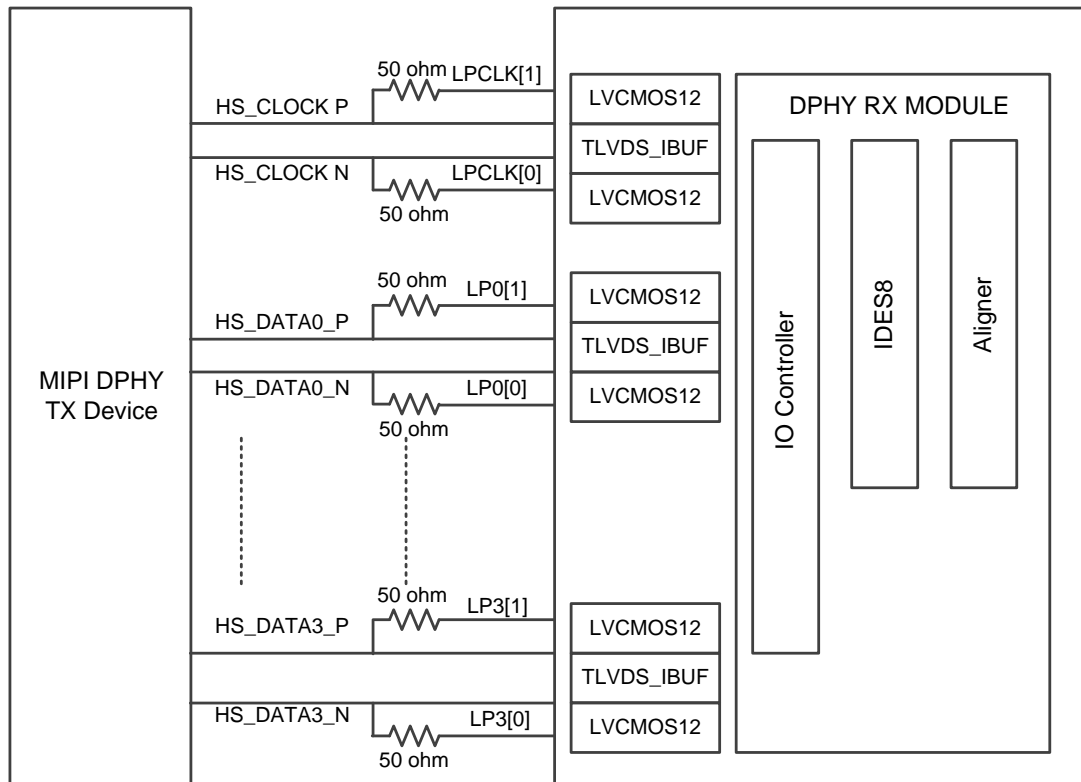 50 ohm
LPCLK[1]
HS_CLOCK P
HS_CLOCK N
LPCLK[0]
50 ohm
LVCMOS12
TLVDS_IBUF
LVCMOS12
DPHY RX MODULE
50 ohm
LP0[1]
HS_DATA0_P
HS_DATA0_N
LP0[0]
50 ohm
LVCMOS12
TLVDS_IBUF
LVCMOS12
MIPI DPHY
TX Device
IO Controller
IDES8
Aligner
50 ohm
LP3[1]
HS_DATA3_P
HS_DATA3_N
LP3[0]
50 ohm
LVCMOS12
TLVDS_IBUF
LVCMOS12